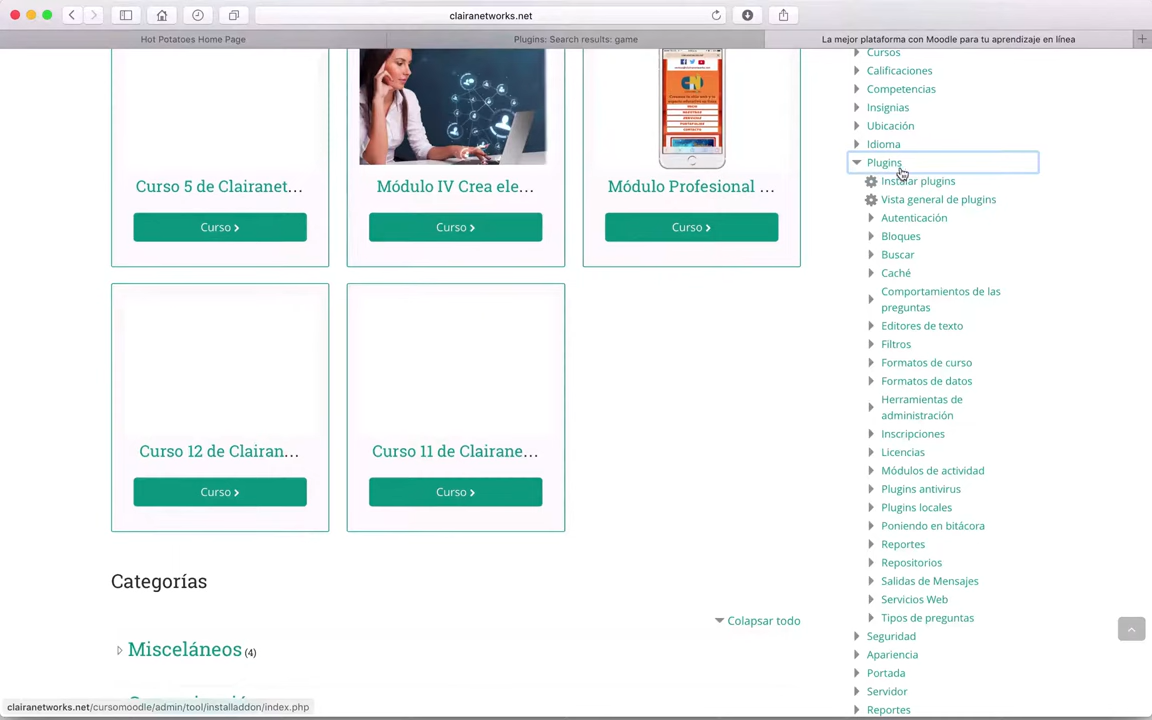 clairanetworks.net
Hot Potatoes Home Page
Plugins: Search results: game
La mejor plataforma con Moodle para tu aprendizaje en línea
Curso 5 de Clairanet...
Curso
Módulo IV Crea ele...
Curso
Módulo Profesional ...
Curso
Curso 12 de Clairan...
Curso
Curso 11 de Clairane...
Curso
Categorías
Colapsar todo
Misceláneos (4)
Cursos
Calificaciones
Competencias
Insignias
Ubicación
Idioma
Plugins
Instalar plugins
Vista general de plugins
Autenticación
Bloques
Buscar
Caché
Comportamientos de las
preguntas
Editores de texto
Filtros
Formatos de curso
Formatos de datos
Herramientas de
administración
Inscripciones
Licencias
Módulos de actividad
Plugins antivirus
Plugins locales
Poniendo en bitácora
Reportes
Repositorios
Salidas de Mensajes
Servicios Web
Tipos de preguntas
Seguridad
Apariencia
Portada
Servidor
Reportes
clairanetworks.net/cursomoodle/admin/tool/installaddon/index.php